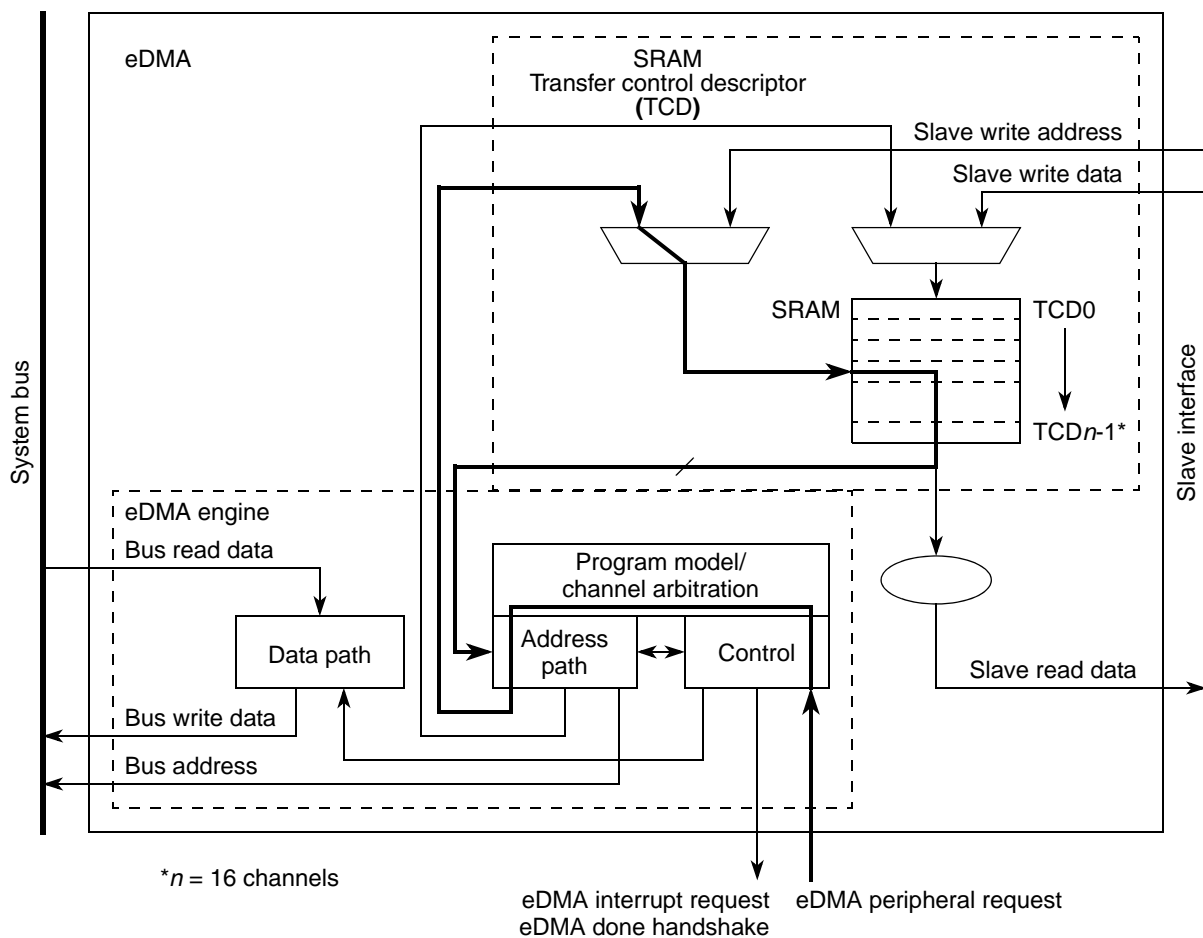 eDMA
SRAM
Transfer control descriptor
(TCD)
Slave write address
Slave write data
SRAM
TCD0
TCDn-1*
System bus
Slave interface
eDMA engine
Bus read data
Program model/
channel arbitration
Data path
Address
path
Control
Slave read data
Bus write data
Bus address
*n = 16 channels
eDMA interrupt request
eDMA done handshake
eDMA peripheral request